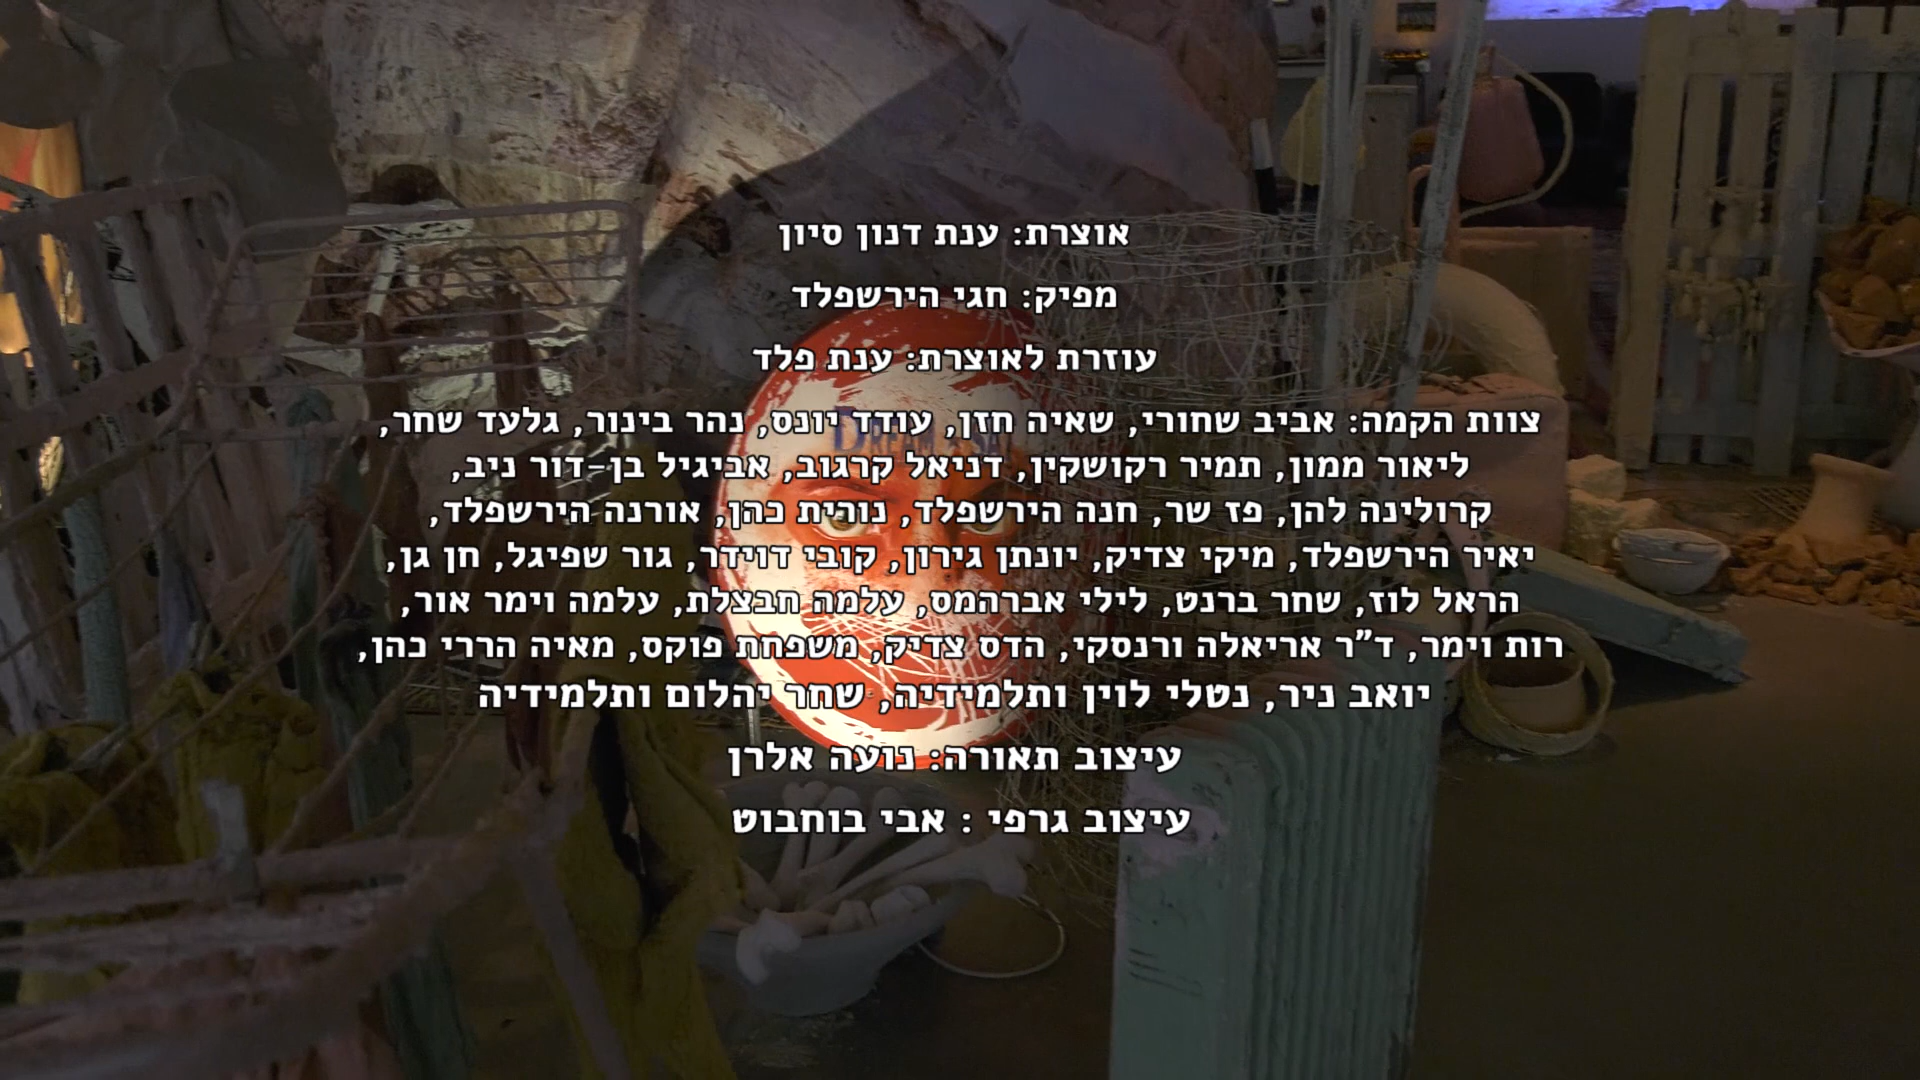 אוצרת: ענת דנון סיון
מפיק: חגי הירשפלד
עוזרת לאוצרת: ענת פלד
צוות הקמה: אביב שחורי, שאיה חזן, עודד יונס, נהר בינור, גלעד שחר,
ליאור ממון, תמיר רקושקין, דניאל קרגוב, אביגיל בן-דור ניב,
קרולינה להן, פז שר, חנה הירשפלד, נורית כהן, אורנה הירשפלד,
יאיר הירשפלד, מיקי צדיק, יונתן גירון, קובי דוידר, גור שפיגל, חן גן,
הראל לוז, שחר ברנט, לילי אברהמס, עלמה חבצלת, עלמה וימר אור,
רות וימר, ד"ר אריאלה ורנסקי, הדס צדיק, משפחת פוקס, מאיה הררי כהן,
יואב ניר, נטלי לוין ותלמידיה, שחר יהלום ותלמידיה
עיצוב תאורה: נועה אלרן
עיצוב גרפי : אבי בוחבוט